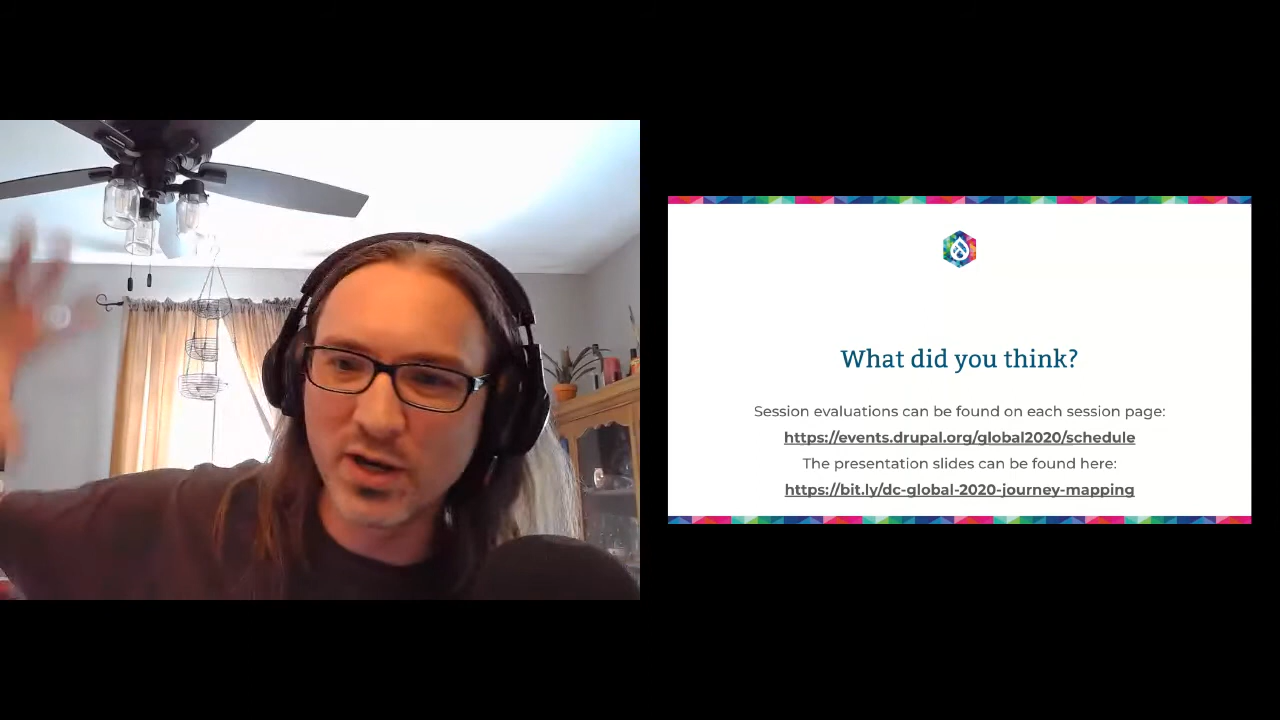 What did you think?
Session evaluations can be found on each session page:
https://events.drupal.org/global2020/schedule
The presentation slides can be found here:
https://bit.ly/dc-global-2020-journey-mapping